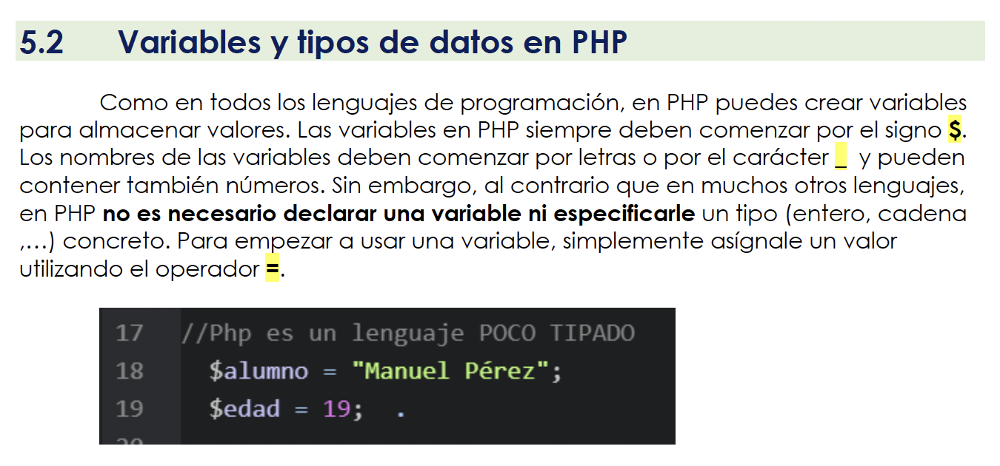 5.2 Variables y tipos de datos en PHP
Como en todos los lenguajes de programación, en PHP puedes crear variables
para almacenar valores. Las variables en PHP siempre deben comenzar por el signo $.
Los nombres de las variables deben comenzar por letras o por el carácter _ y pueden
contener también números. Sin embargo, al contrario que en muchos otros lenguajes,
en PHP no es necesario declarar una variable ni especificarle un tipo (entero, cadena
,…) concreto. Para empezar a usar una variable, simplemente asígnale un valor
utilizando el operador =.
17 //Php es un lenguaje POCO TIPADO
18 $alumno = "Manuel Pérez";
19 $edad = 19; .